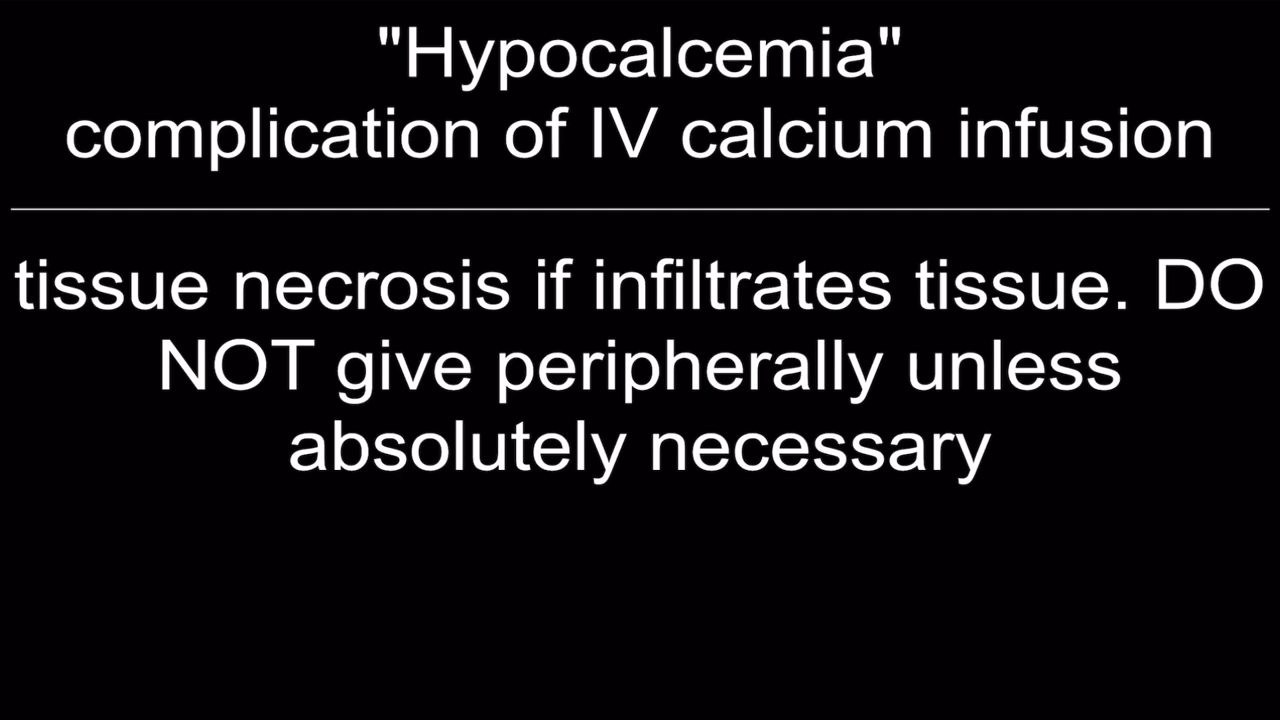 "Hypocalcemia"
complication of IV calcium infusion
tissue necrosis if infiltrates tissue. DO
NOT give peripherally unless
absolutely necessary